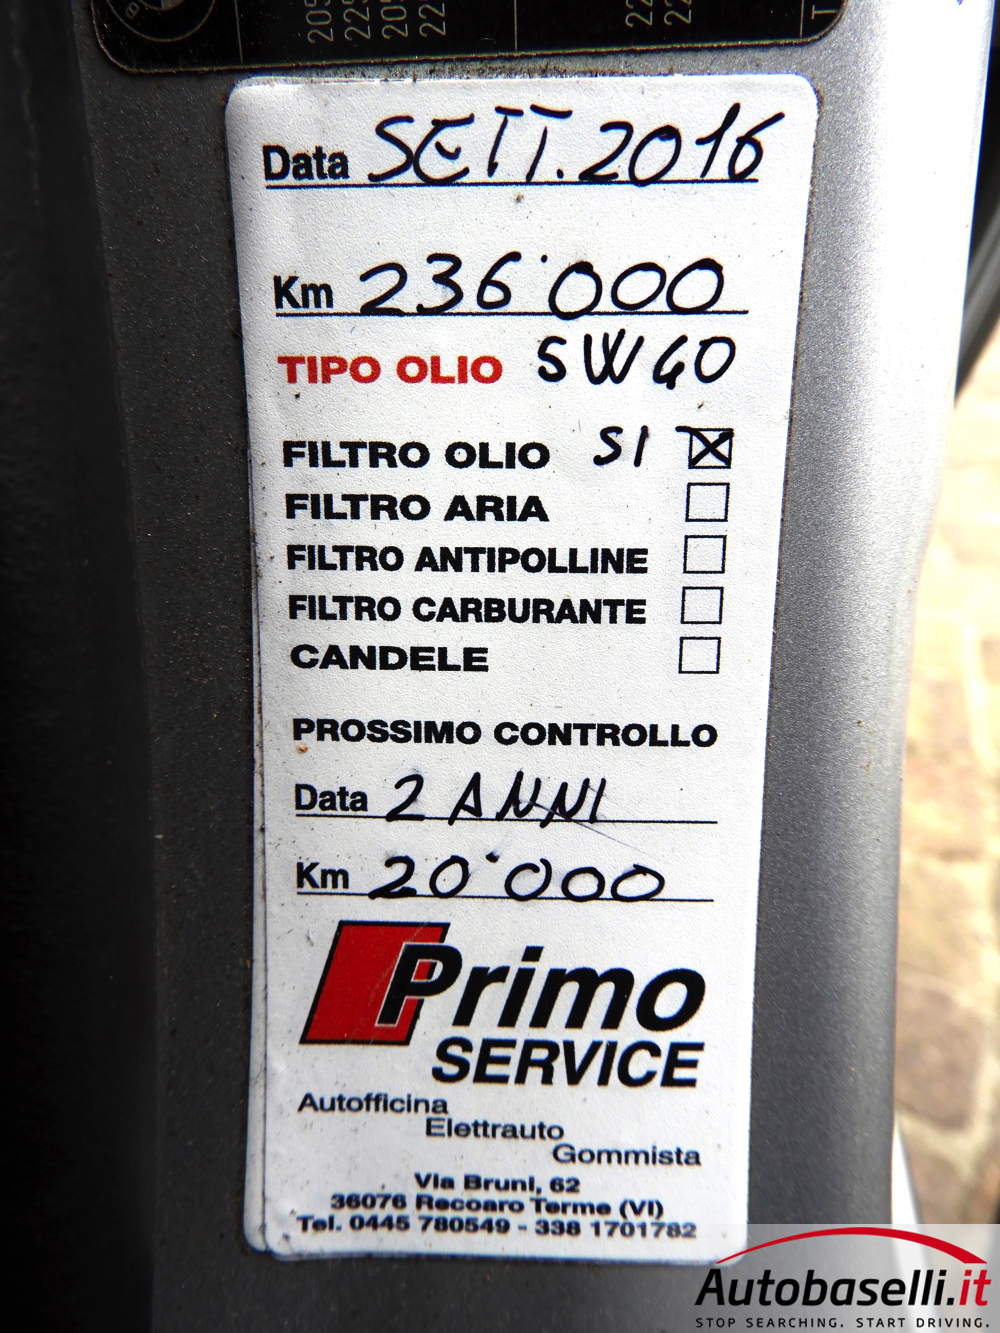 Data SETT. 2016
Km 236'000
TIPO OLIO 5W40
FILTRO OLIO SI
FILTRO ARIA
FILTRO ANTIPOLLINE
FILTRO CARBURANTE
CANDELE
PROSSIMO CONTROLLO
Data 2 ANNI
Km 20'000
Primo
SERVICE
Autofficina
Elettrauto
Gommista
Via Bruni, 62
36076 Recoaro Terme (VI)
Tel. 0445 780549 - 338 1701782
Autobaselli.it
STOP SEARCHING. START DRIVING.